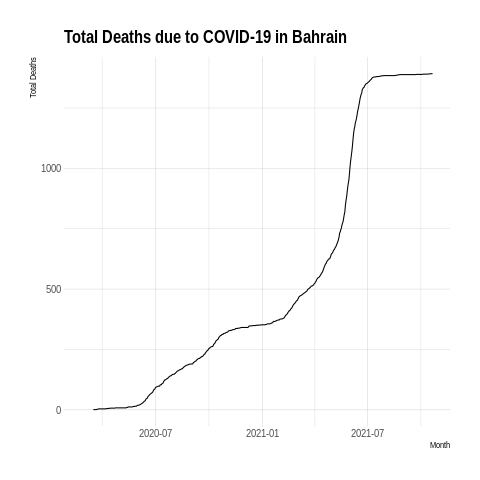 Total Deaths due to COVID-19 in Bahrain
Total Deaths
1000
500
0
2020-07 2021-01 2021-07
Month